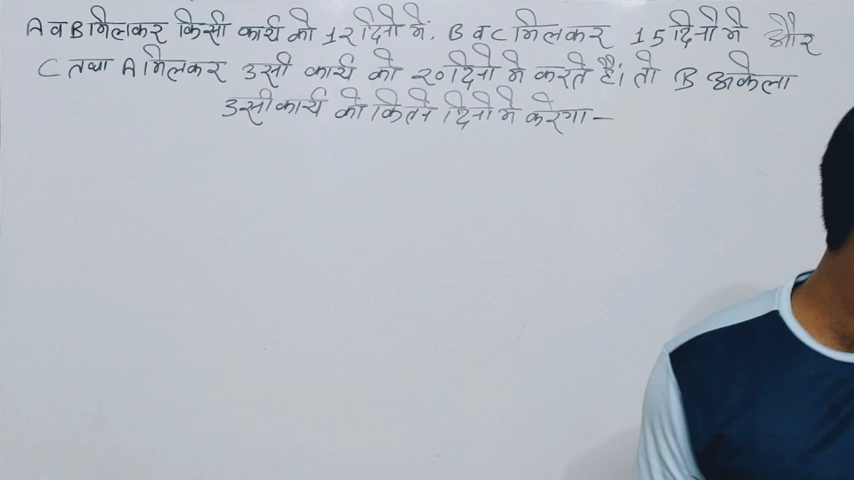 A व B मिलकर किसी कार्य को 12 दिनों में, B व C मिलकर 15 दिनों में और
C तथा A मिलकर उसी कार्य को 20 दिनों में करते हैं। तो B अकेला
उसी कार्य को कितने दिनों में करेगा -